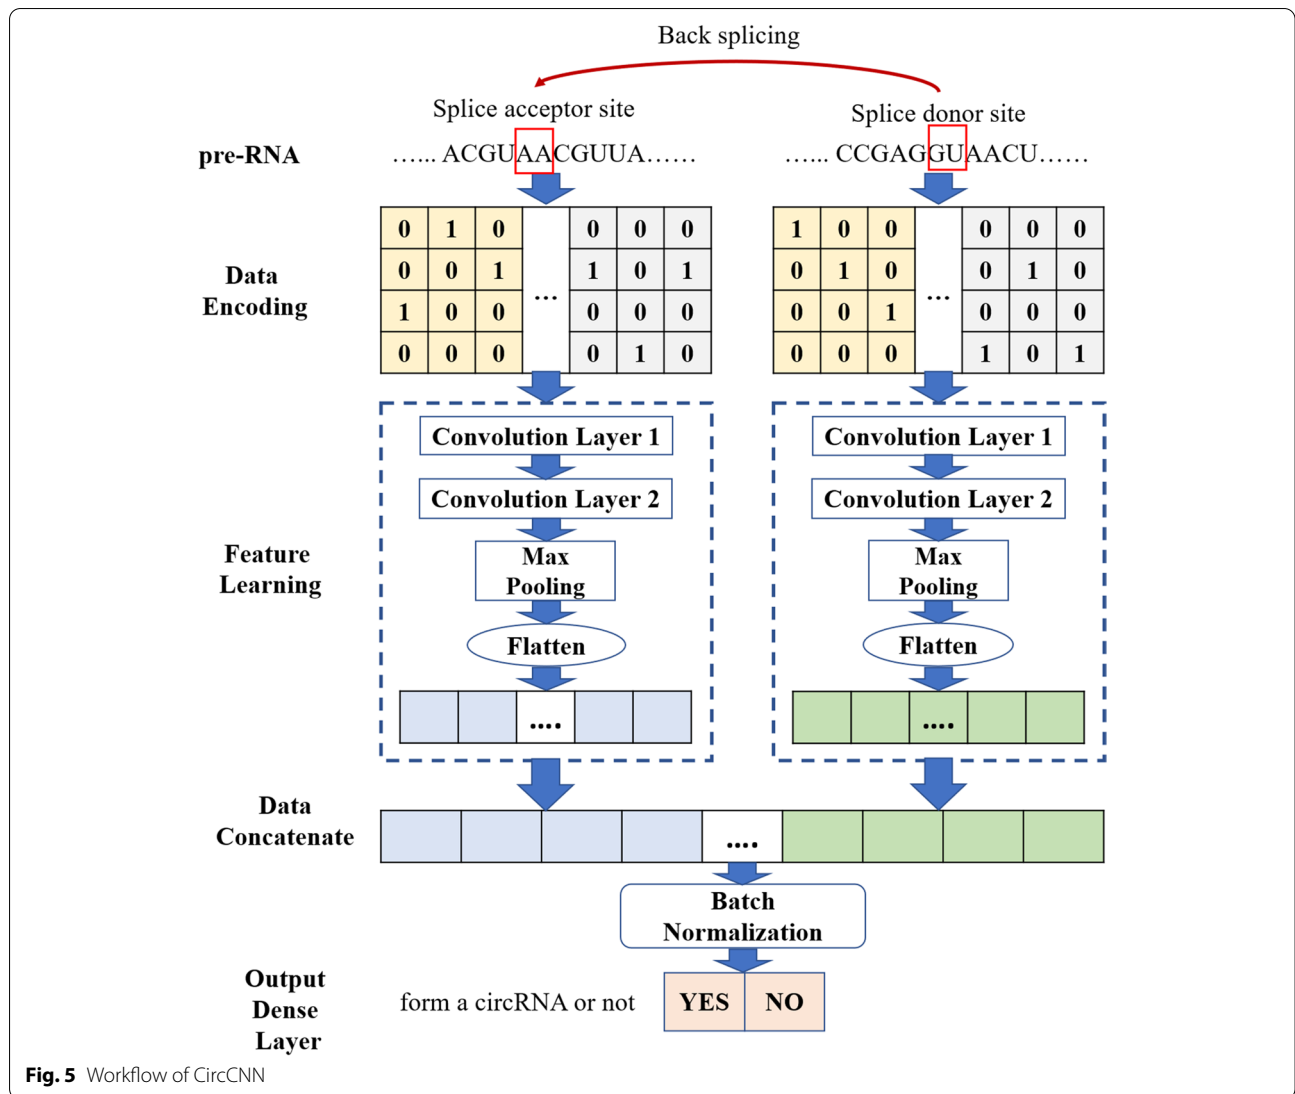 Back splicing
Splice acceptor site
Splice donor site
pre-RNA
…... ACGUAACGUUA……
…... CCGAGGUAACU……
Data
Encoding
0 1 0 0 0 0
0 0 1 ... 1 0 1
1 0 0 0 0 0
0 0 0 0 1 0
1 0 0 0 0 0
0 1 0 ... 0 1 0
0 0 1 0 0 0
0 0 0 1 0 1
Feature
Learning
Convolution Layer 1
Convolution Layer 2
Max
Pooling
Flatten
....
Convolution Layer 1
Convolution Layer 2
Max
Pooling
Flatten
....
Data
Concatenate
....
Batch
Normalization
Output
Dense
Layer
form a circRNA or not
YES NO
Fig. 5 Workflow of CircCNN